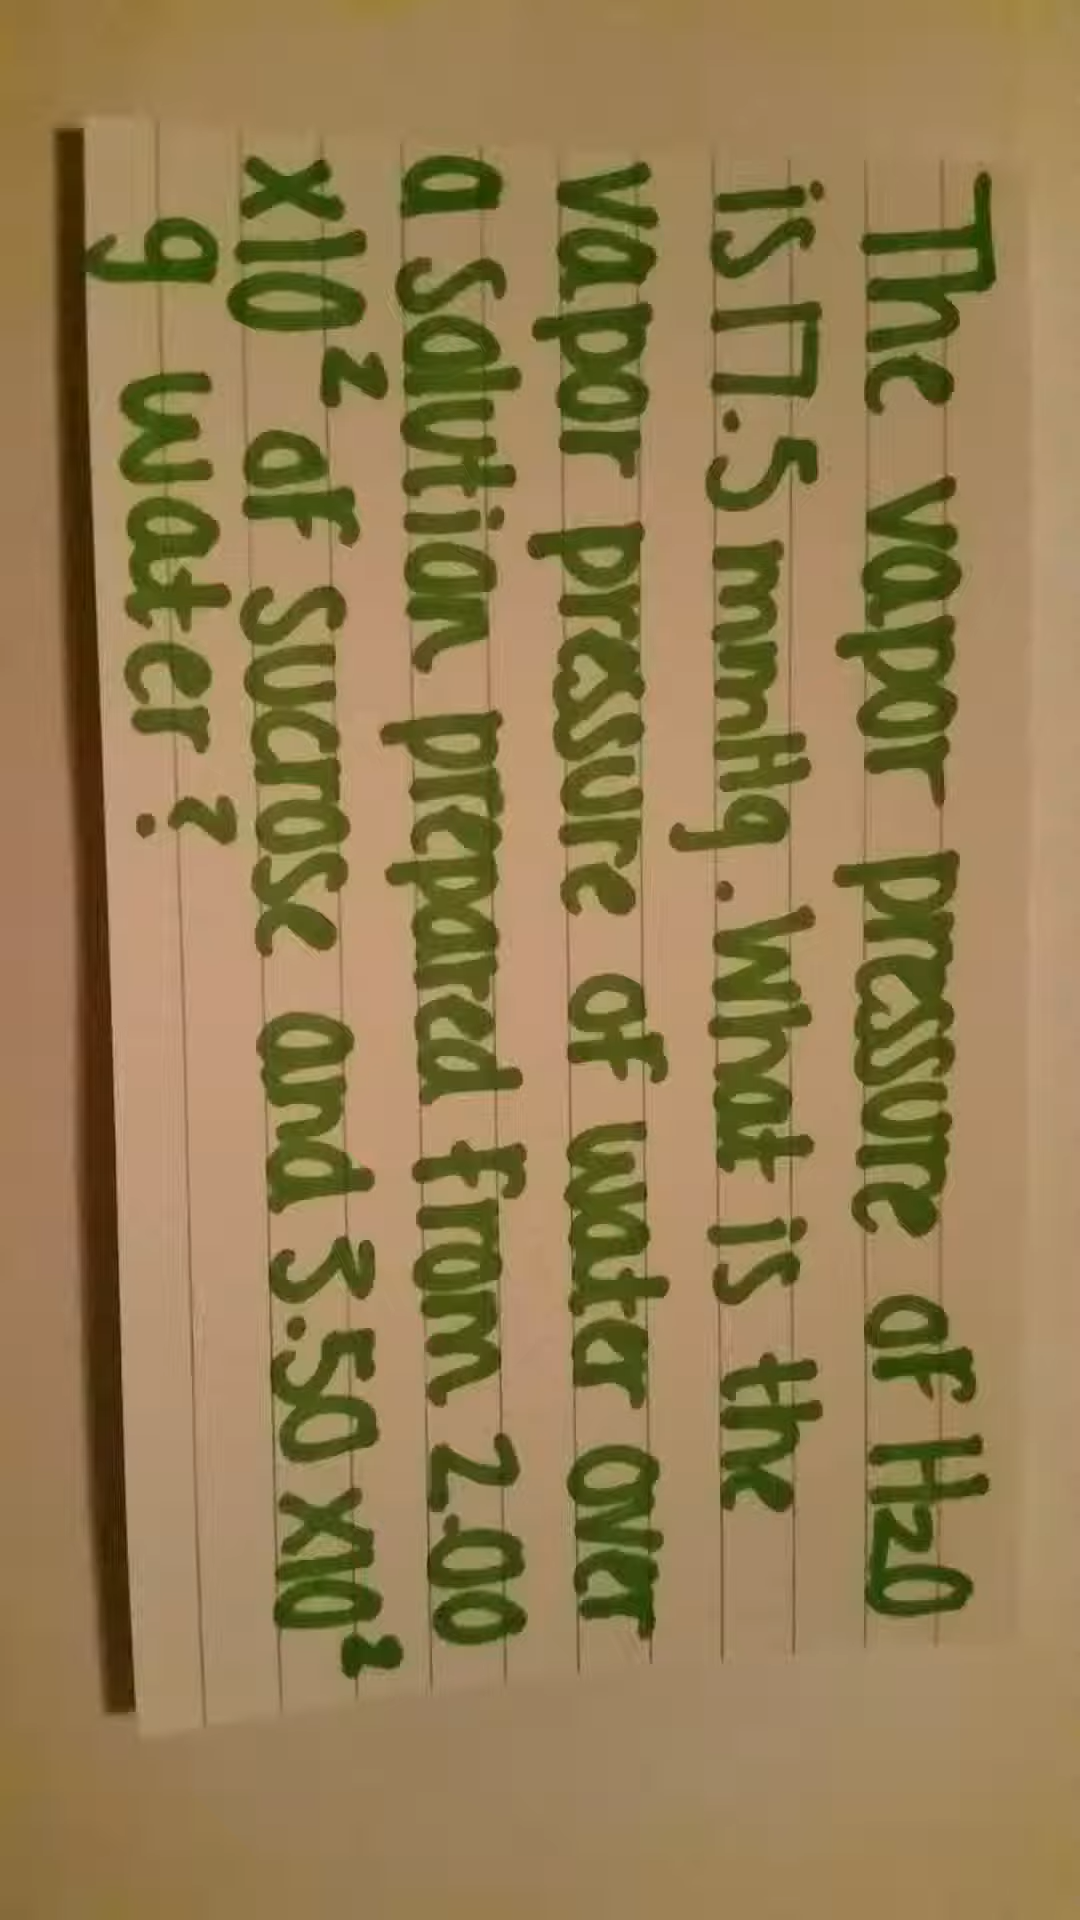 The vapor pressure of H20
is 17.5 mmHg. What is the
vapor pressure of water over
a solution prepared from 2.00
x10² of sucrose and 3.50 x10²
g water?